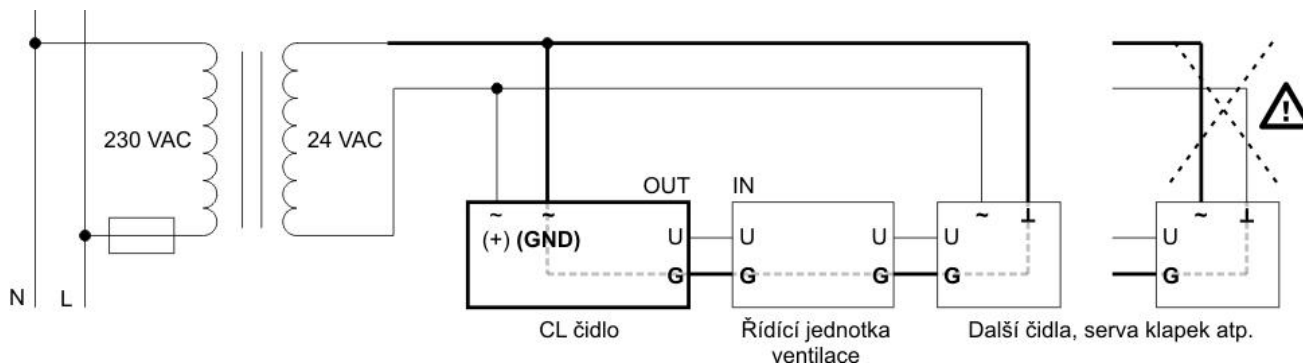 230 VAC
24 VAC
!
OUT IN
~ ~ ~ ⊥ ~ ⊥
(+) (GND) U U U U U
G G G G G
N L
CL čidlo
Řídící jednotka
ventilace
Další čidla, serva klapek atp.